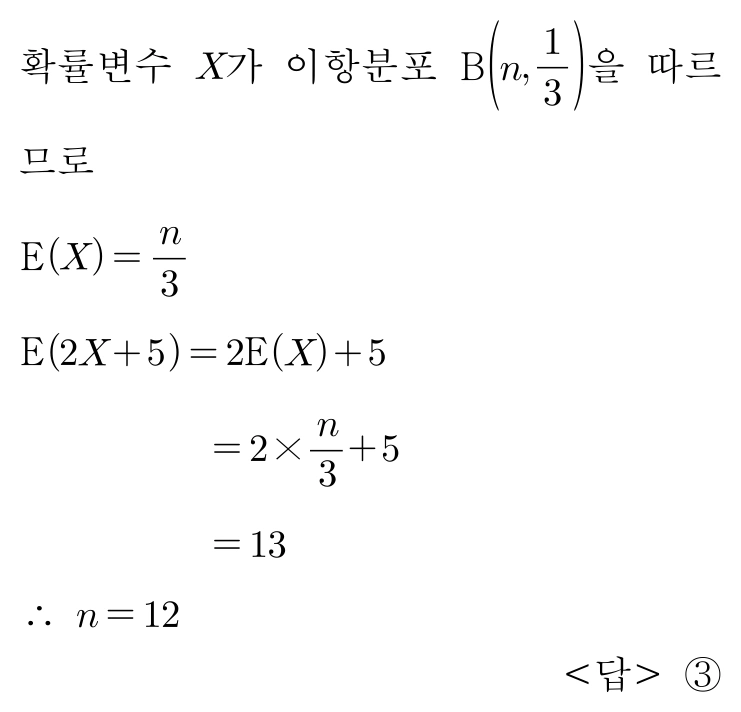 확률변수 X가 이항분포 B(n, 1/3)을 따르
므로
E(X) = n/3
E(2X+5) = 2E(X)+5
= 2×n/3+5
= 13
∴ n = 12
<답> ③